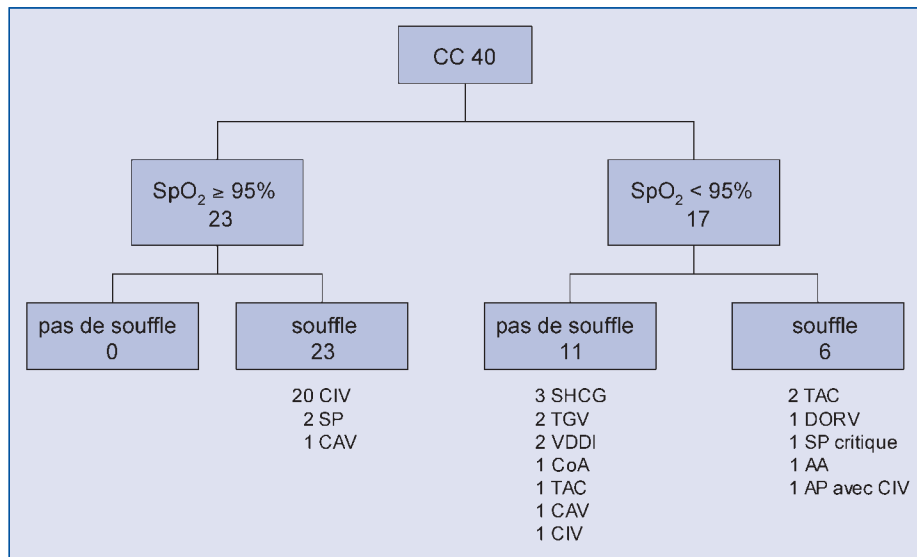 CC 40
SpO₂ ≥ 95%
23
SpO₂ < 95%
17
pas de souffle
0
souffle
23
pas de souffle
11
souffle
6
20 CIV
2 SP
1 CAV
3 SHCG
2 TGV
2 VDDI
1 CoA
1 TAC
1 CAV
1 CIV
2 TAC
1 DORV
1 SP critique
1 AA
1 AP avec CIV